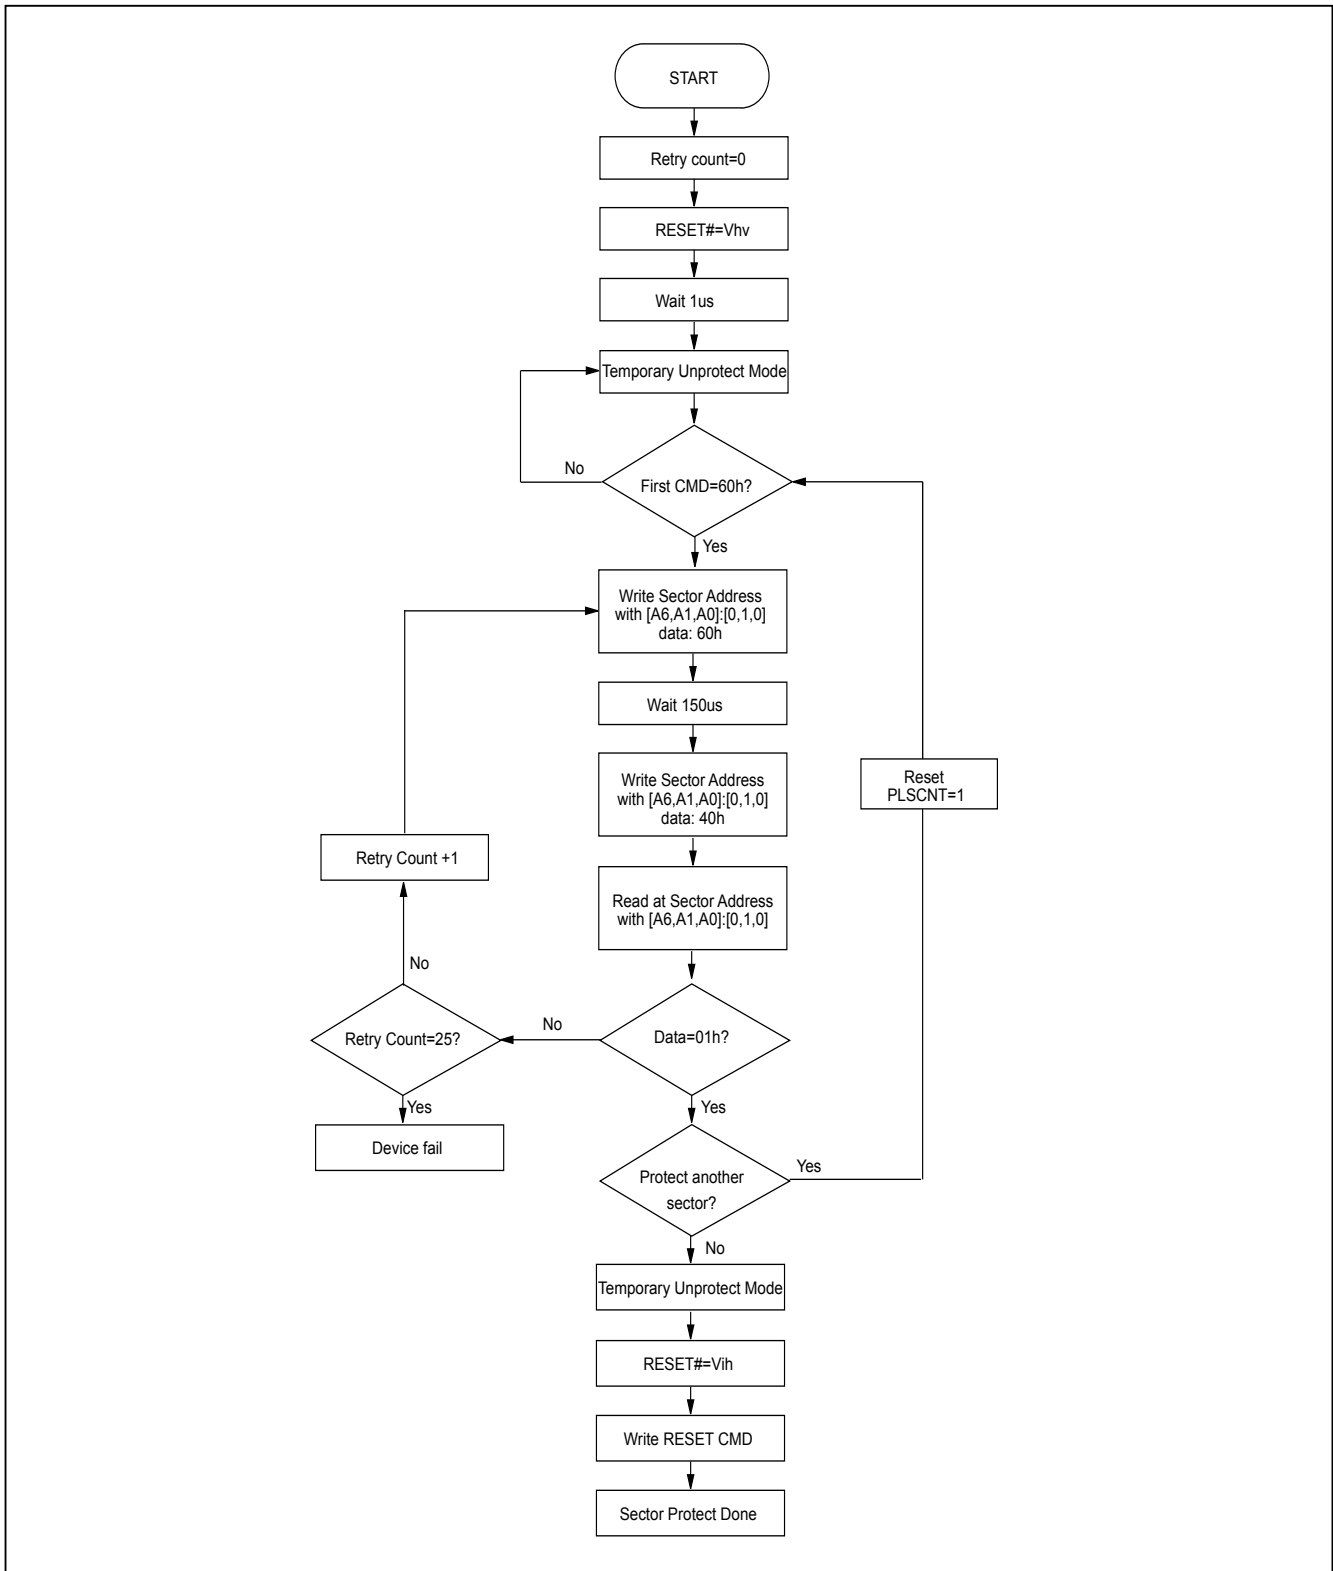 START
Retry count=0
RESET#=Vhv
Wait 1us
Temporary Unprotect Mode
No
First CMD=60h?
Yes
Write Sector Address
with [A6,A1,A0]:[0,1,0]
data: 60h
Wait 150us
Write Sector Address
with [A6,A1,A0]:[0,1,0]
data: 40h
Reset
PLSCNT=1
Retry Count +1
Read at Sector Address
with [A6,A1,A0]:[0,1,0]
No
No
Retry Count=25?
Data=01h?
Yes
Yes
Device fail
Protect another
sector?
Yes
No
Temporary Unprotect Mode
RESET#=Vih
Write RESET CMD
Sector Protect Done